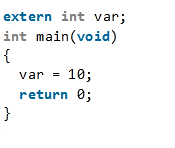 extern int var;
int main(void)
{
  var = 10;
  return 0;
}